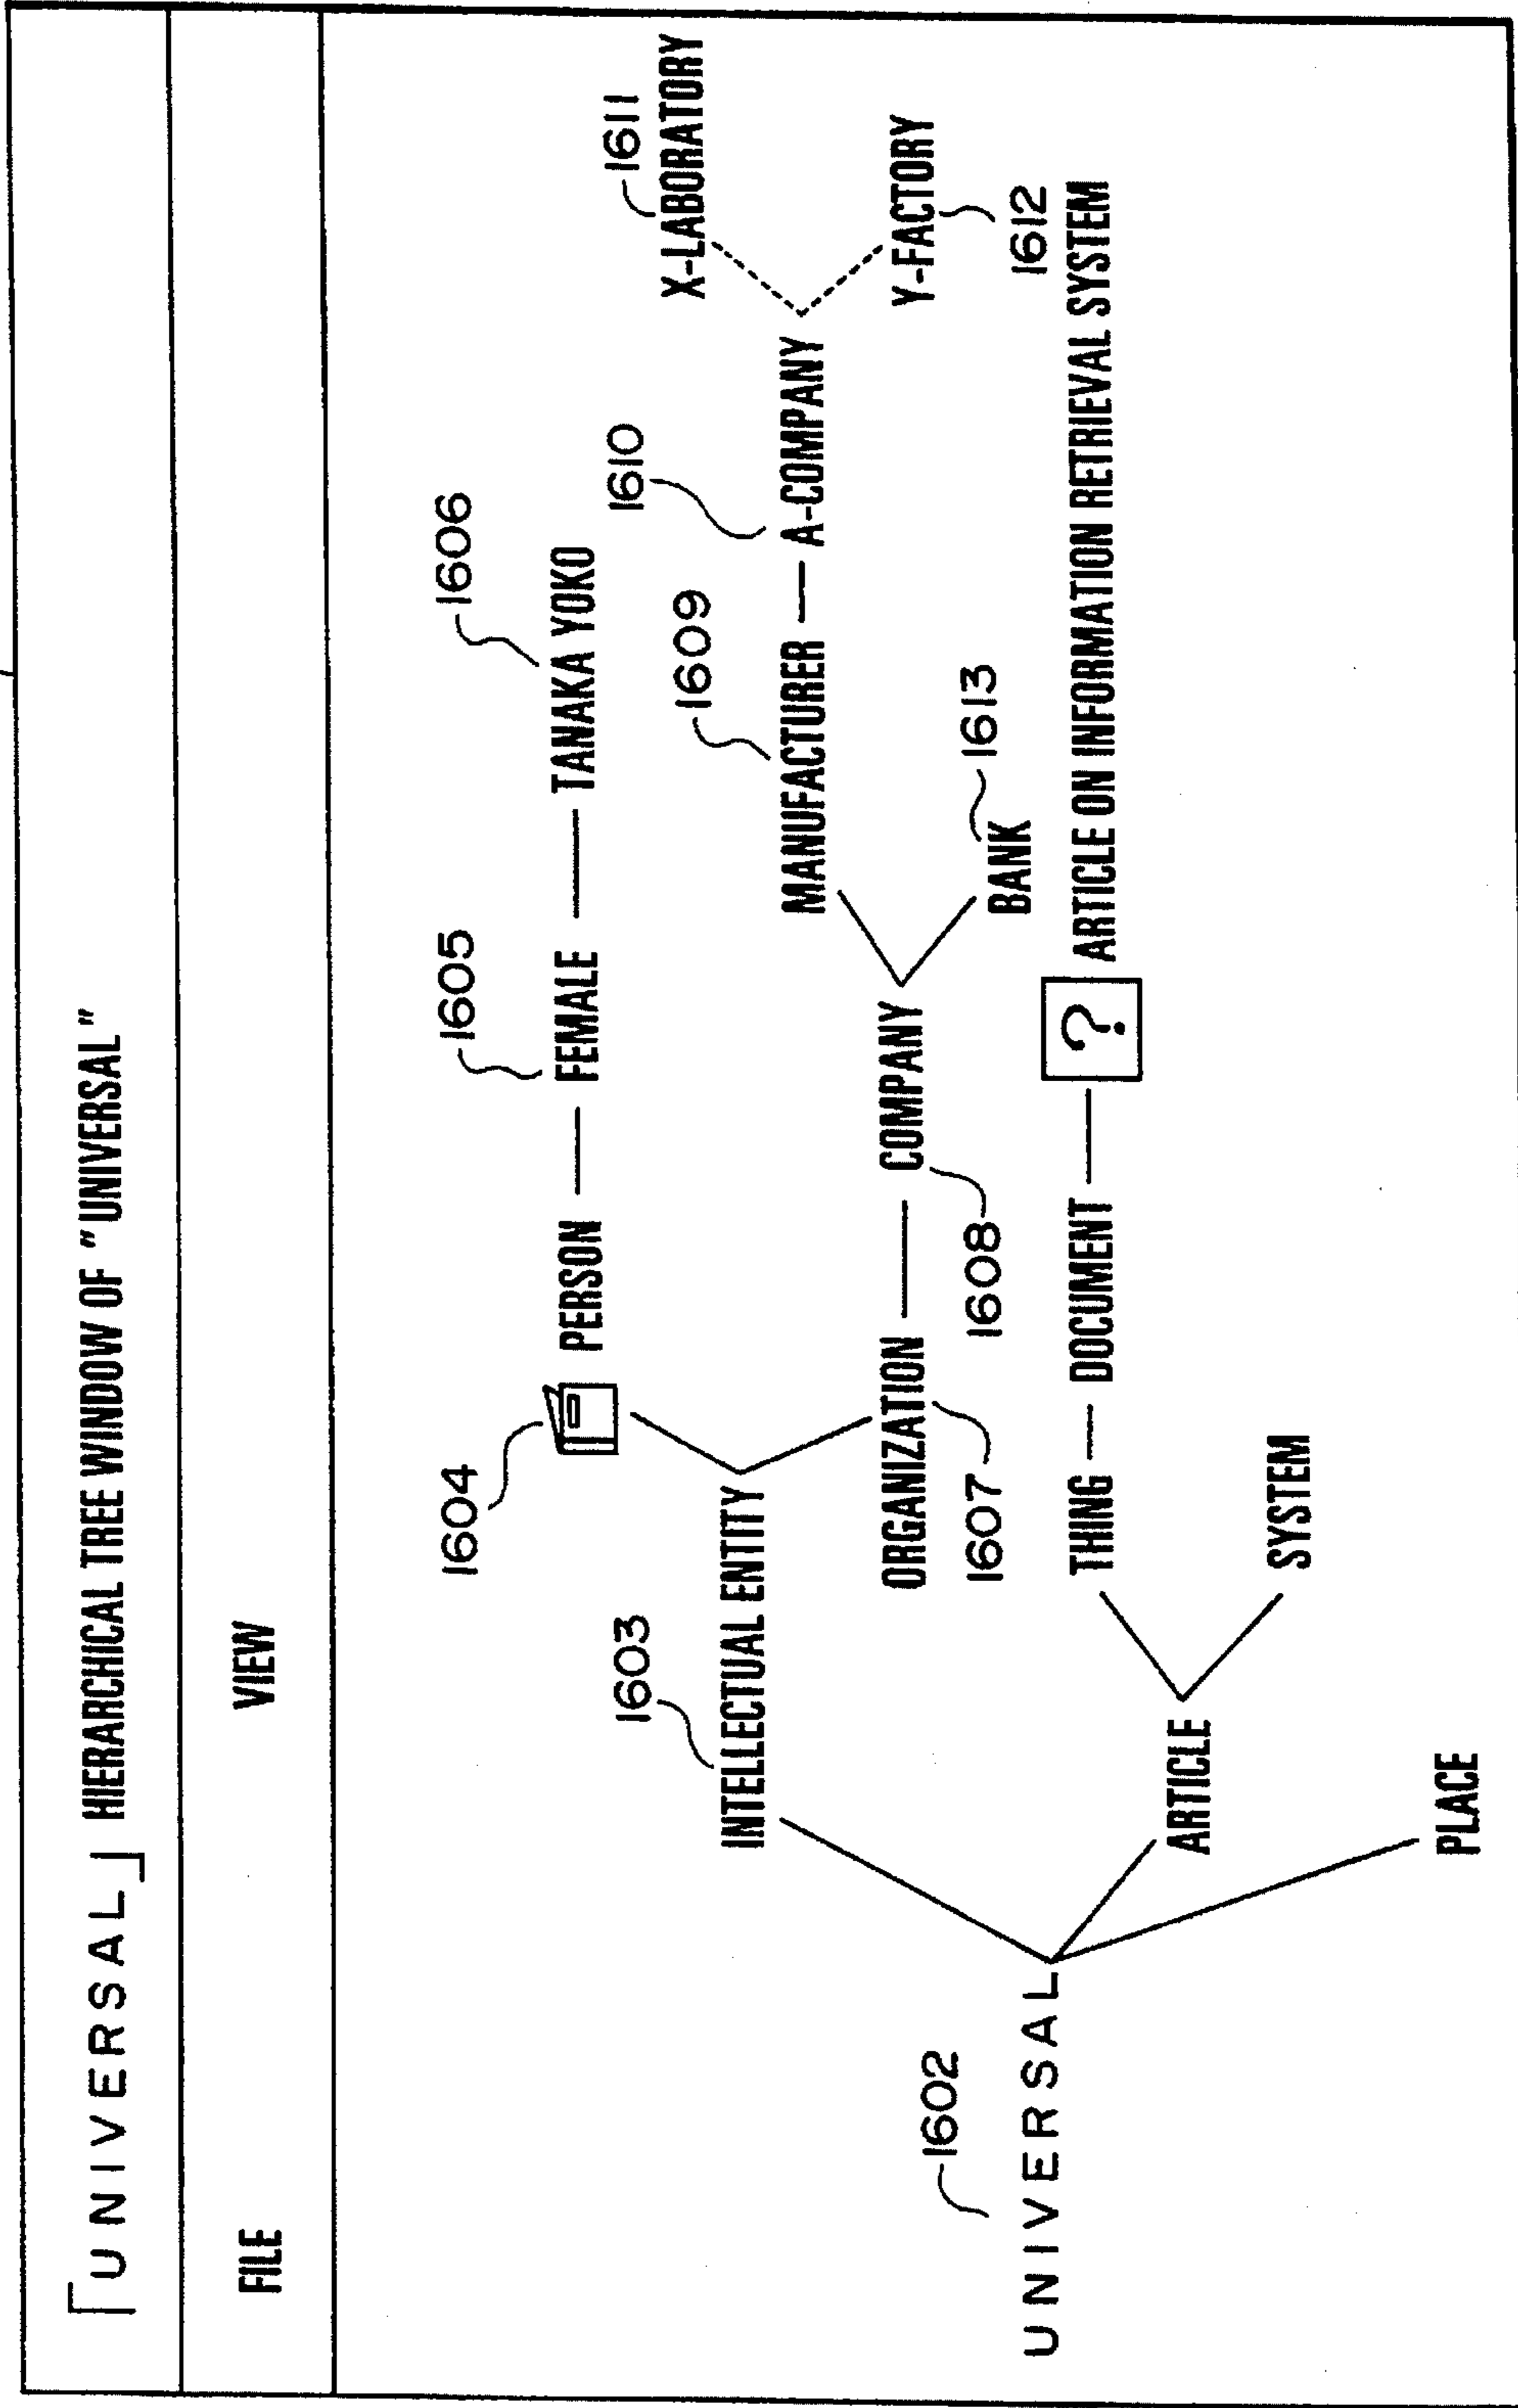 「UNIVERSAL」 HIERARCHICAL TREE WINDOW OF "UNIVERSAL"
FILE VIEW
1604 1605 1606
PERSON — FEMALE — TANAKA YOKO
1603 1609 1610 1611
X-LABORATORY
INTELLECTUAL ENTITY
MANUFACTURER — A-COMPANY
ORGANIZATION — COMPANY
Y-FACTORY
1602 1607 1608 1613 1612
BANK
UNIVERSAL
THING — DOCUMENT — ? ARTICLE ON INFORMATION RETRIEVAL SYSTEM
ARTICLE
SYSTEM
PLACE